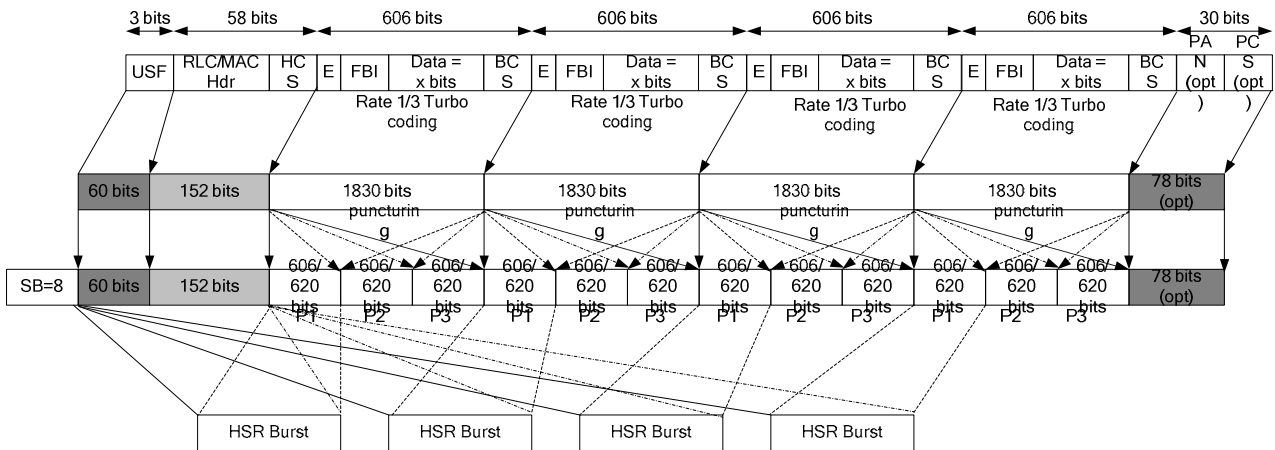 3 bits 58 bits 606 bits 606 bits 606 bits 606 bits 30 bits
USF RLC/MAC Hdr HC S E FBI Data = x bits BC S E FBI Data = x bits BC S E FBI Data = x bits BC S E FBI Data = x bits BC S PA N (opt ) PC S (opt )
Rate 1/3 Turbo coding Rate 1/3 Turbo coding Rate 1/3 Turbo coding Rate 1/3 Turbo coding
60 bits 152 bits 1830 bits 1830 bits 1830 bits 1830 bits 78 bits (opt)
puncturin g puncturin g puncturin g puncturin g
SB=8 60 bits 152 bits 606/ 620 bits P1 606/ 620 bits P2 606/ 620 bits P3 606/ 620 bits P1 606/ 620 bits P2 606/ 620 bits P3 606/ 620 bits P1 606/ 620 bits P2 606/ 620 bits P3 606/ 620 bits P1 606/ 620 bits P2 606/ 620 bits P3 78 bits (opt)
HSR Burst HSR Burst HSR Burst HSR Burst